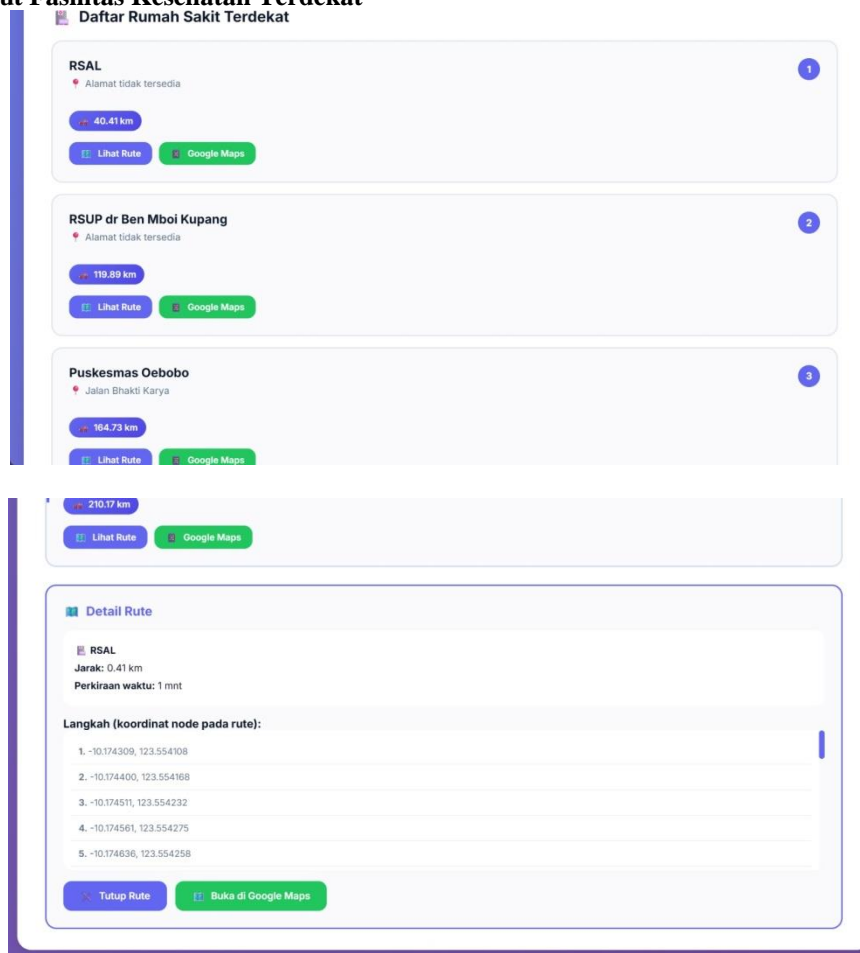 ut Fasilitas Kesehatan Terdekat
Daftar Rumah Sakit Terdekat
RSAL
1
Alamat tidak tersedia
40.41 km
Lihat Rute
Google Maps
RSUP dr Ben Mboi Kupang
2
Alamat tidak tersedia
119.89 km
Lihat Rute
Google Maps
Puskesmas Oebobo
3
Jalan Bhakti Karya
164.73 km
Lihat Rute
Google Maps
210.17 km
Lihat Rute
Google Maps
Detail Rute
RSAL
Jarak: 0.41 km
Perkiraan waktu: 1 mnt
Langkah (koordinat node pada rute):
1. -10.174309, 123.554108
2. -10.174400, 123.554168
3. -10.174511, 123.554232
4. -10.174561, 123.554275
5. -10.174636, 123.554258
Tutup Rute
Buka di Google Maps